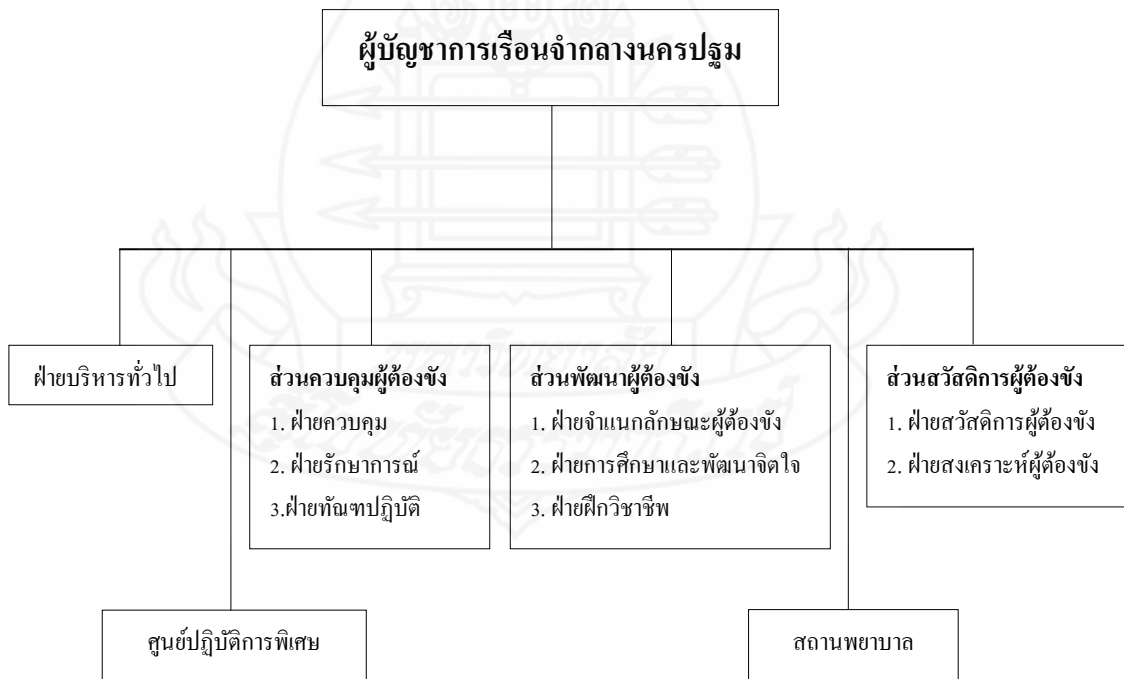 ผู้บัญชาการเรือนจำกลางนครปฐม
ฝ่ายบริหารทั่วไป
ส่วนควบคุมผู้ต้องขัง
1. ฝ่ายควบคุม
2. ฝ่ายรักษาการณ์
3.ฝ่ายทัณฑปฏิบัติ
ส่วนพัฒนาผู้ต้องขัง
1. ฝ่ายจำแนกลักษณะผู้ต้องขัง
2. ฝ่ายการศึกษาและพัฒนาจิตใจ
3. ฝ่ายฝึกวิชาชีพ
ส่วนสวัสดิการผู้ต้องขัง
1. ฝ่ายสวัสดิการผู้ต้องขัง
2. ฝ่ายสงเคราะห์ผู้ต้องขัง
ศูนย์ปฏิบัติการพิเศษ
สถานพยาบาล